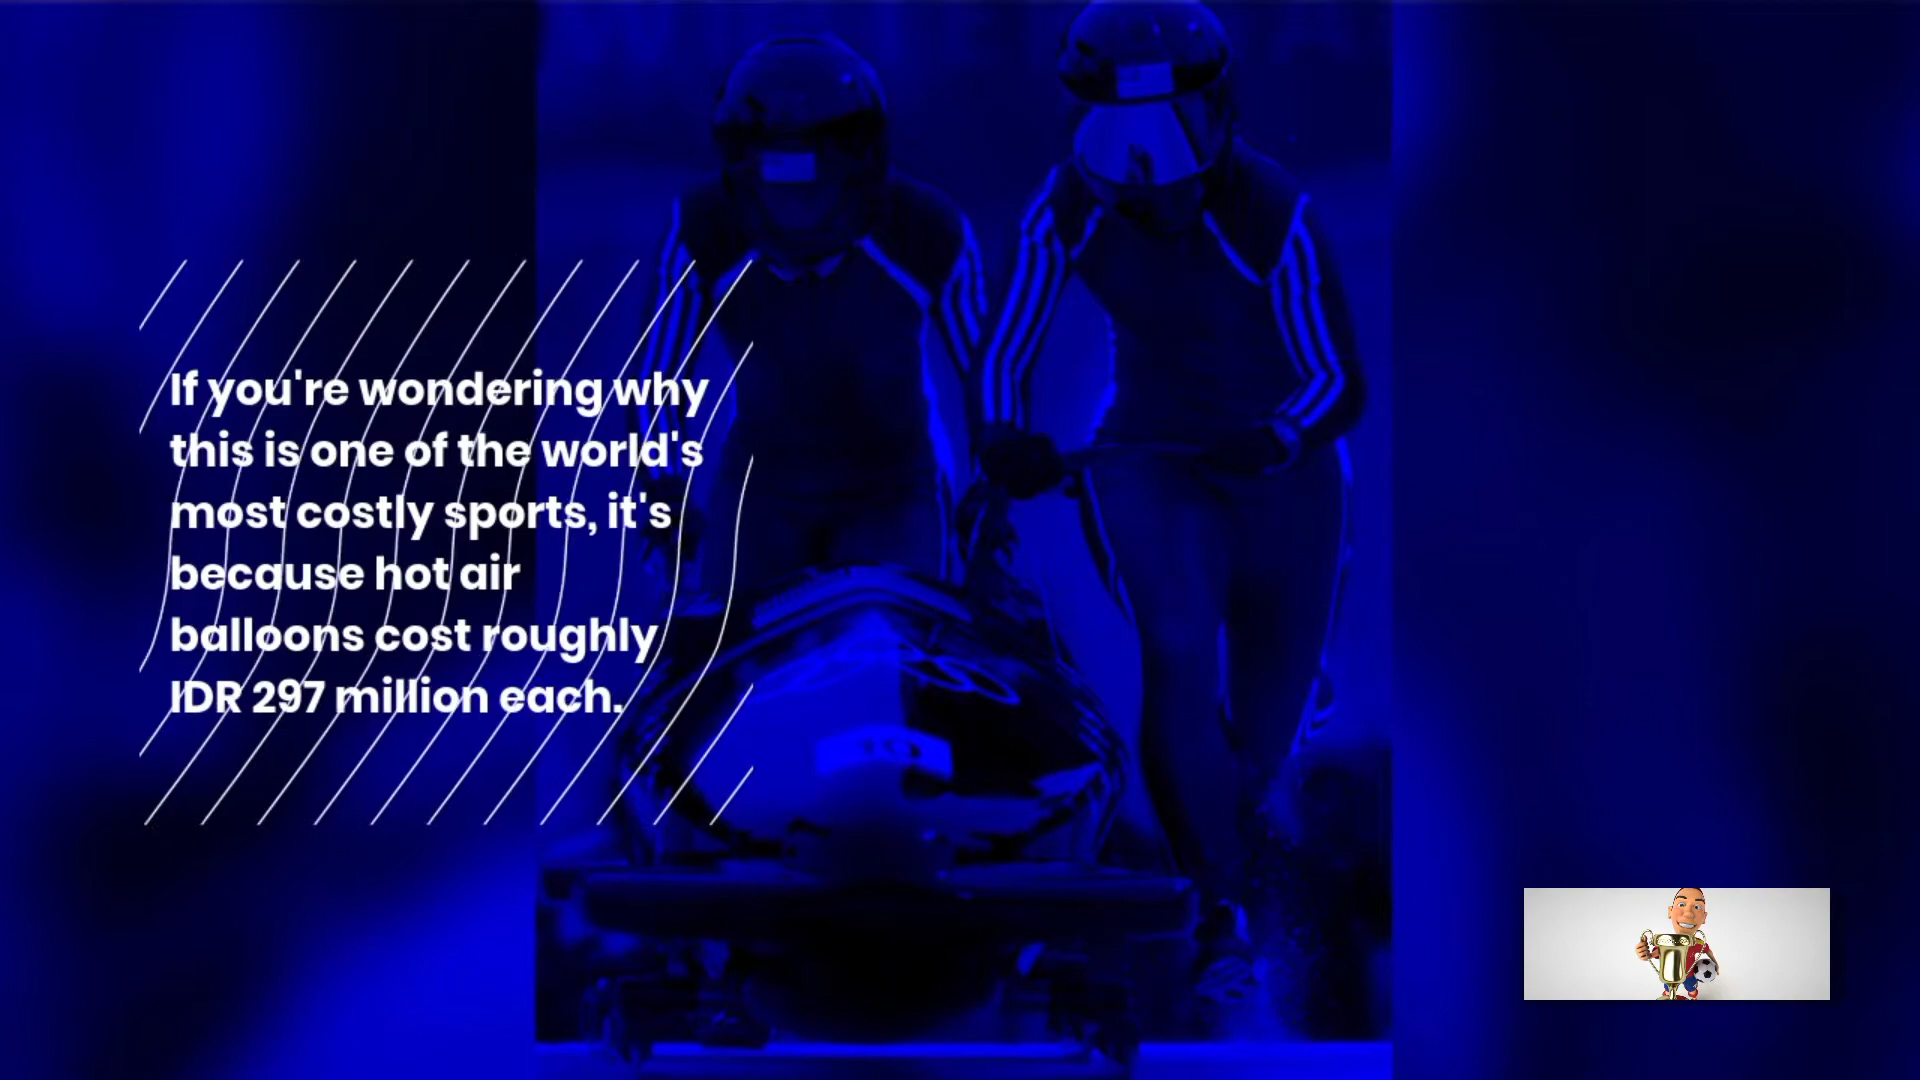 If you're wondering why
this is one of the world's
most costly sports, it's
because hot air
balloons cost roughly
IDR 297 million each.